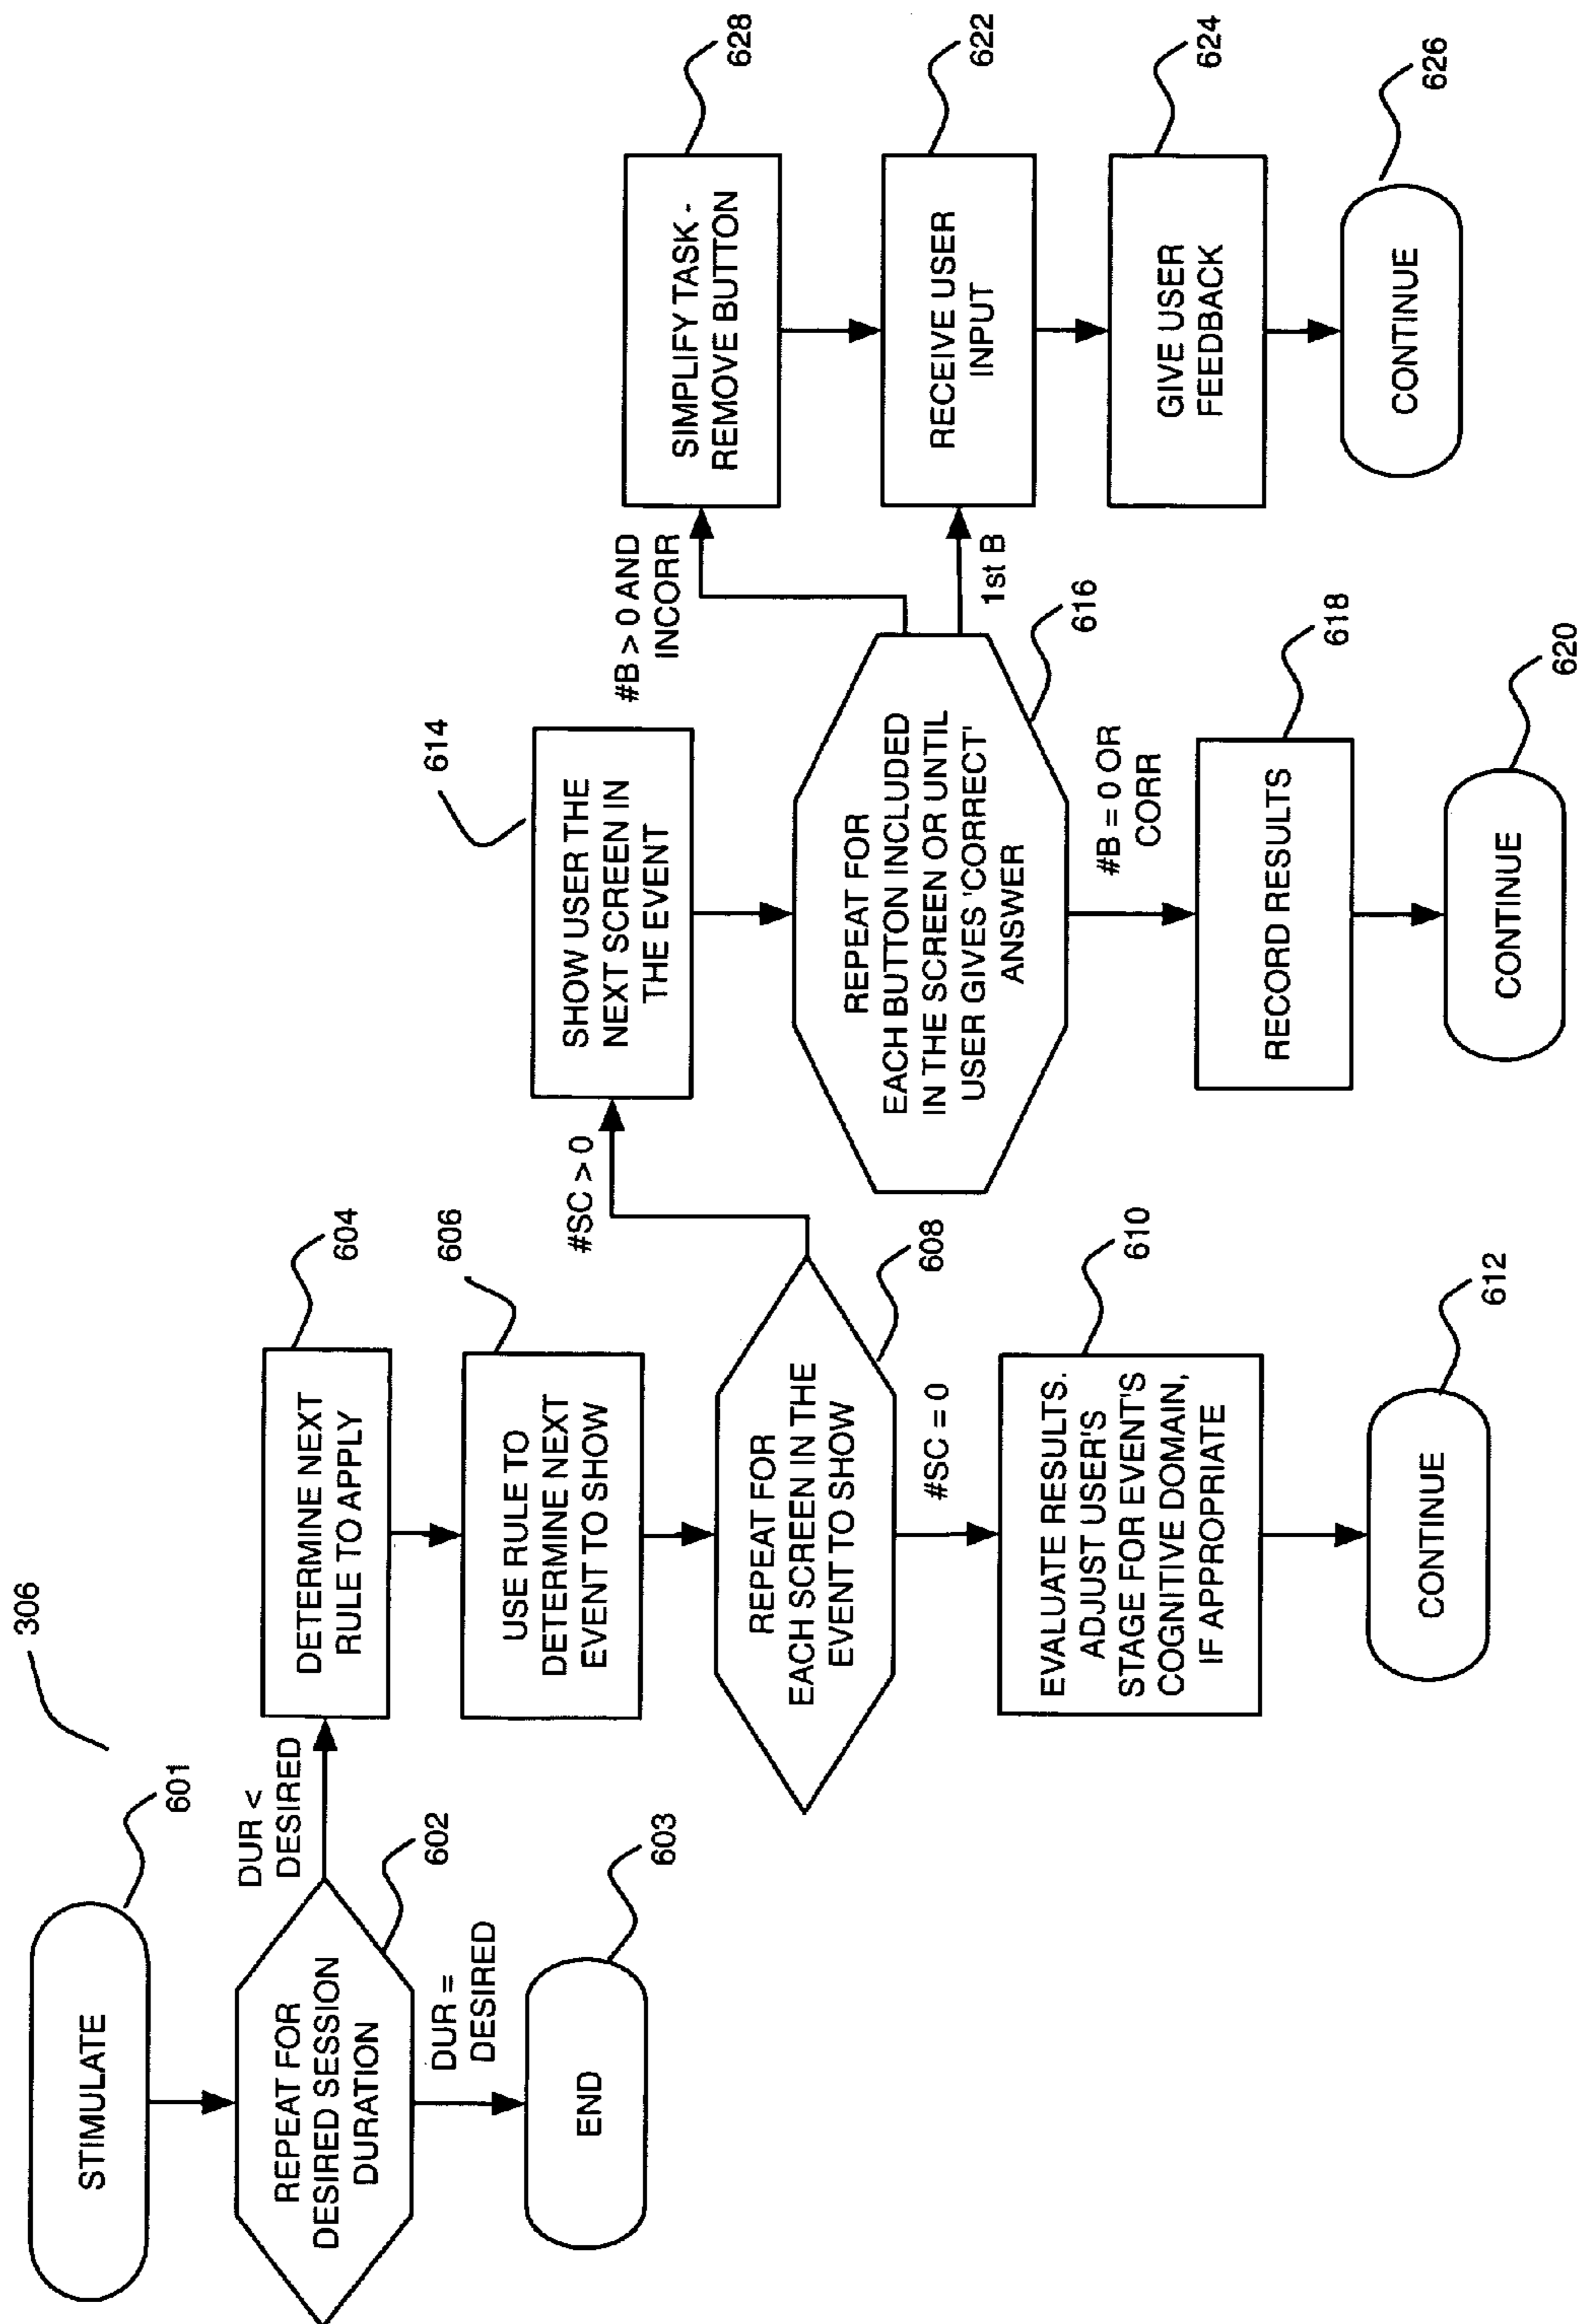 306
STIMULATE
601
REPEAT FOR
DESIRED SESSION
DURATION
602
DUR <
DESIRED
DUR =
DESIRED
END
603
DETERMINE NEXT
RULE TO APPLY
604
USE RULE TO
DETERMINE NEXT
EVENT TO SHOW
606
REPEAT FOR
EACH SCREEN IN THE
EVENT TO SHOW
608
#SC > 0
#SC = 0
EVALUATE RESULTS.
ADJUST USER'S
STAGE FOR EVENT'S
COGNITIVE DOMAIN,
IF APPROPRIATE
610
CONTINUE
612
SHOW USER THE
NEXT SCREEN IN
THE EVENT
614
REPEAT FOR
EACH BUTTON INCLUDED
IN THE SCREEN OR UNTIL
USER GIVES 'CORRECT'
ANSWER
616
#B > 0 AND
INCORR
1st B
#B = 0 OR
CORR
RECORD RESULTS
618
CONTINUE
620
SIMPLIFY TASK -
REMOVE BUTTON
628
RECEIVE USER
INPUT
622
GIVE USER
FEEDBACK
624
CONTINUE
626